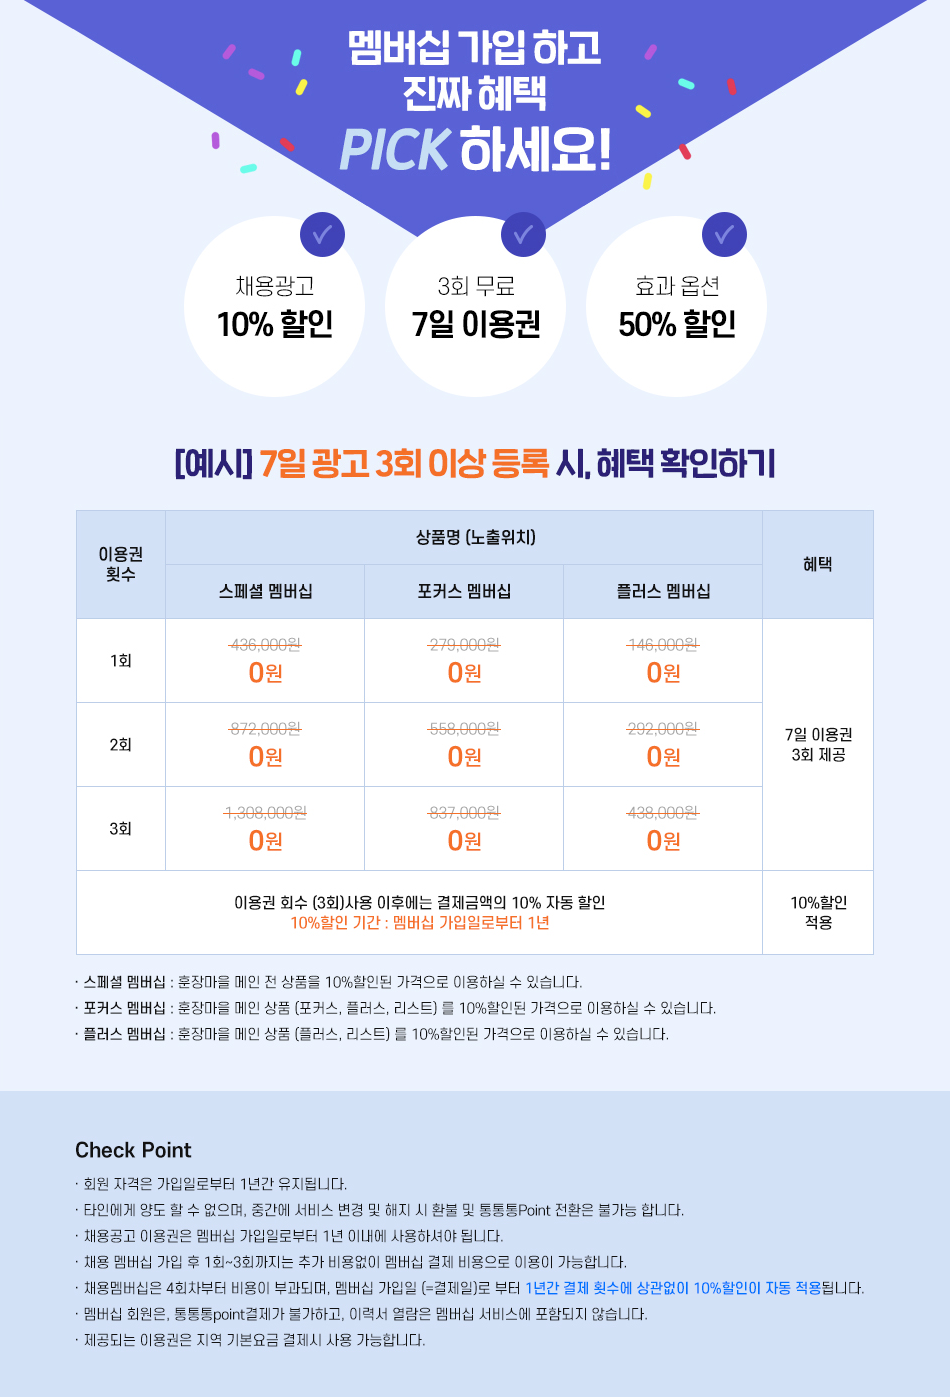 멤버십 가입 하고
진짜 혜택
PICK 하세요!
채용광고
10% 할인
3회 무료
7일 이용권
효과 옵션
50% 할인
[예시] 7일 광고 3회 이상 등록 시, 혜택 확인하기
이용권
횟수
상품명 (노출위치)
혜택
스페셜 멤버십
포커스 멤버십
플러스 멤버십
1회
436,000원
0원
279,000원
0원
146,000원
0원
2회
872,000원
0원
558,000원
0원
292,000원
0원
3회
1,308,000원
0원
837,000원
0원
438,000원
0원
7일 이용권
3회 제공
이용권 회수 (3회)사용 이후에는 결제금액의 10% 자동 할인
10%할인 기간 : 멤버십 가입일로부터 1년
10%할인
적용
· 스페셜 멤버십 : 훈장마을 메인 전 상품을 10%할인된 가격으로 이용하실 수 있습니다.
· 포커스 멤버십 : 훈장마을 메인 상품 (포커스, 플러스, 리스트) 를 10%할인된 가격으로 이용하실 수 있습니다.
· 플러스 멤버십 : 훈장마을 메인 상품 (플러스, 리스트) 를 10%할인된 가격으로 이용하실 수 있습니다.
Check Point
· 회원 자격은 가입일로부터 1년간 유지됩니다.
· 타인에게 양도 할 수 없으며, 중간에 서비스 변경 및 해지 시 환불 및 통통통Point 전환은 불가능 합니다.
· 채용공고 이용권은 멤버십 가입일로부터 1년 이내에 사용하셔야 됩니다.
· 채용 멤버십 가입 후 1회~3회까지는 추가 비용없이 멤버십 결제 비용으로 이용이 가능합니다.
· 채용멤버십은 4회차부터 비용이 부과되며, 멤버십 가입일 (=결제일)로 부터 1년간 결제 횟수에 상관없이 10%할인이 자동 적용됩니다.
· 멤버십 회원은, 통통통point결제가 불가하고, 이력서 열람은 멤버십 서비스에 포함되지 않습니다.
· 제공되는 이용권은 지역 기본요금 결제시 사용 가능합니다.